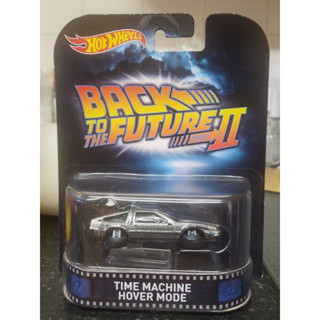 Hot Wheels
BACK
TO THE
FUTURE II
TIME MACHINE
HOVER MODE